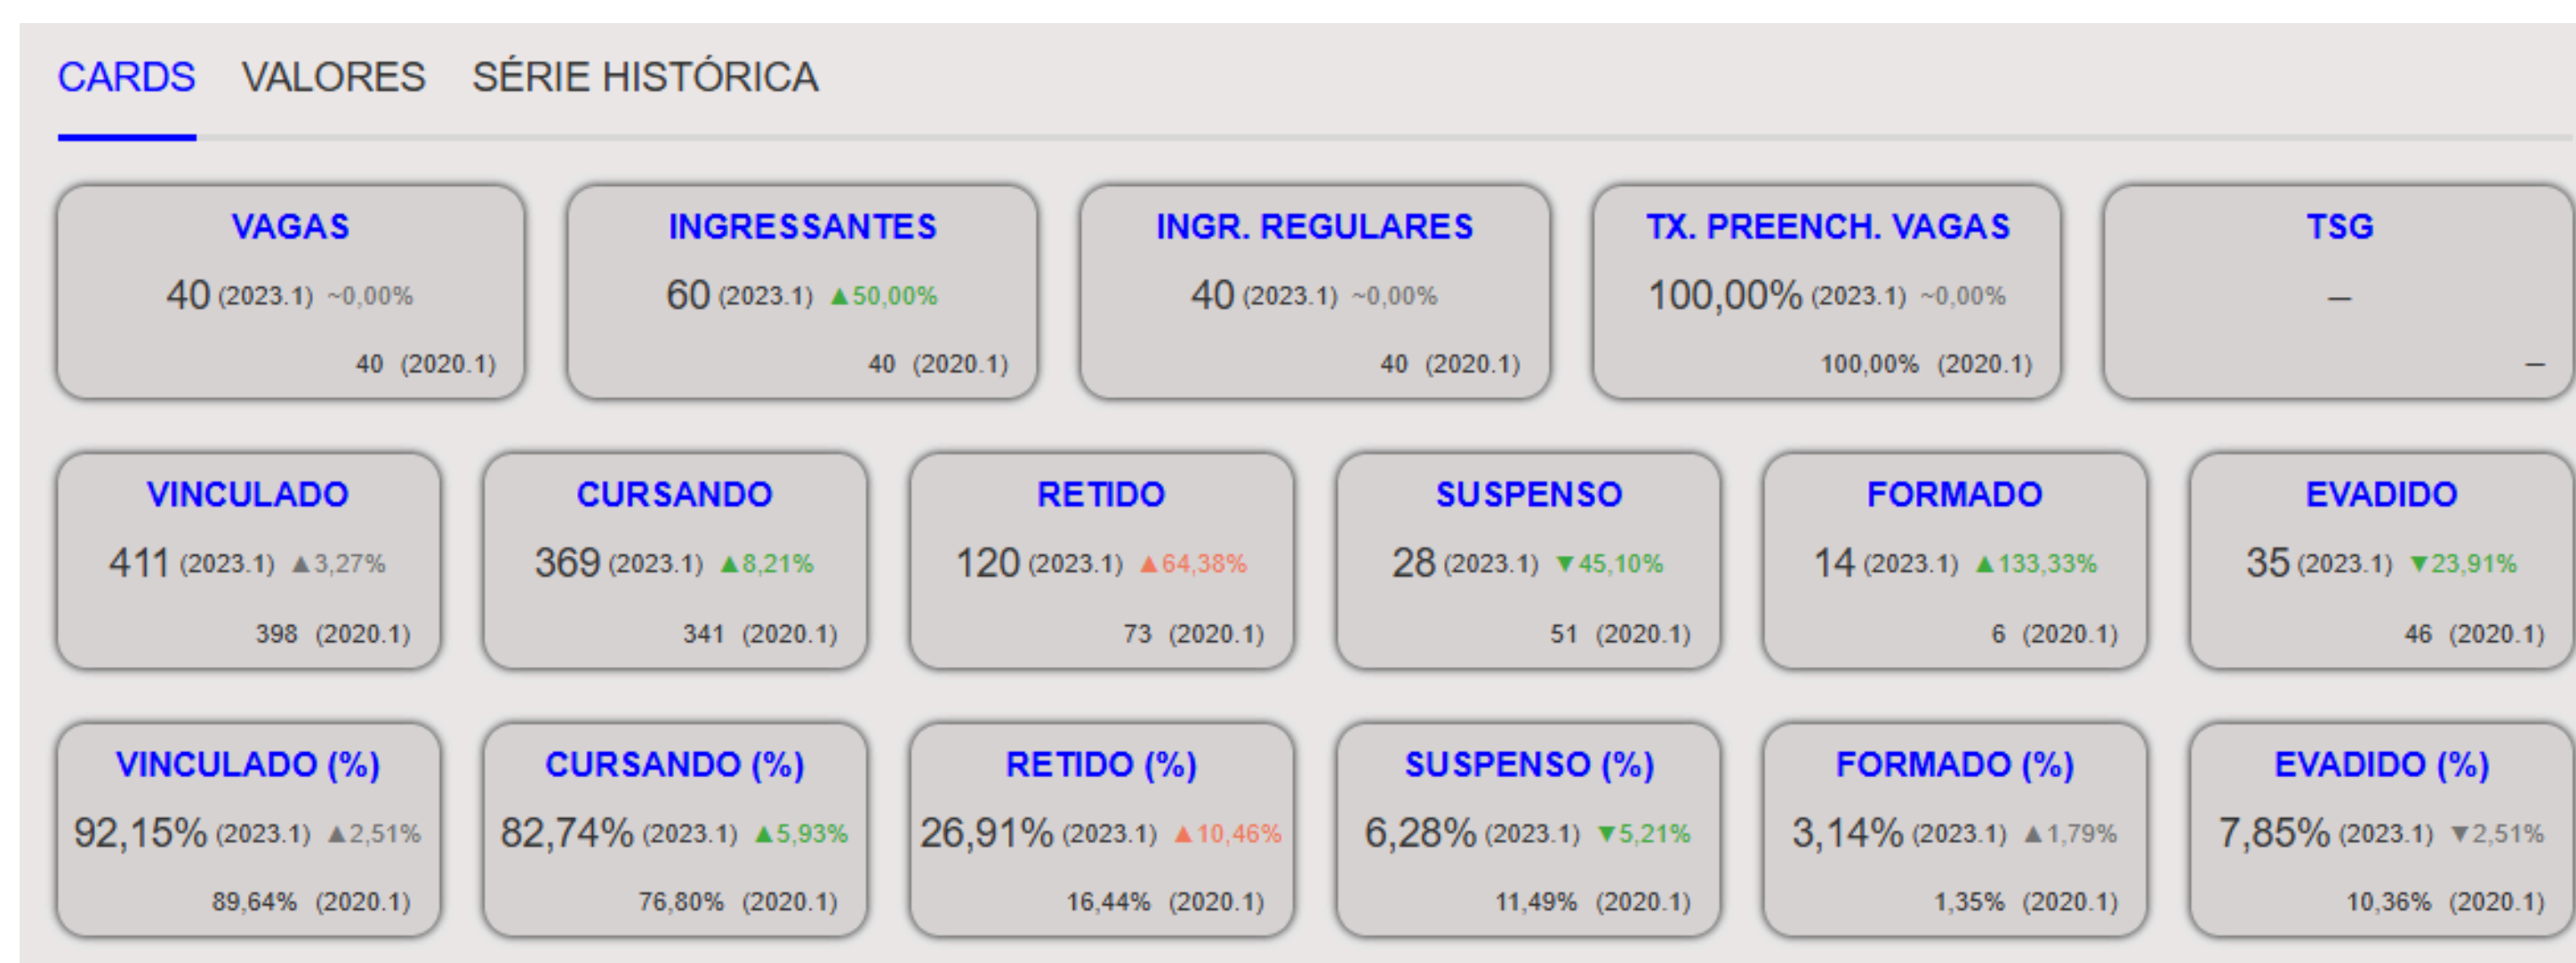 CARDS VALORES SÉRIE HISTÓRICA
VAGAS
40 (2023.1) ~0,00%
40 (2020.1)
INGRESSANTES
60 (2023.1) ▲50,00%
40 (2020.1)
INGR. REGULARES
40 (2023.1) ~0,00%
40 (2020.1)
TX. PREENCH. VAGAS
100,00% (2023.1) ~0,00%
100,00% (2020.1)
TSG
–
–
VINCULADO
411 (2023.1) ▲3,27%
398 (2020.1)
CURSANDO
369 (2023.1) ▲8,21%
341 (2020.1)
RETIDO
120 (2023.1) ▲64,38%
73 (2020.1)
SUSPENSO
28 (2023.1) ▼45,10%
51 (2020.1)
FORMADO
14 (2023.1) ▲133,33%
6 (2020.1)
EVADIDO
35 (2023.1) ▼23,91%
46 (2020.1)
VINCULADO (%)
92,15% (2023.1) ▲2,51%
89,64% (2020.1)
CURSANDO (%)
82,74% (2023.1) ▲5,93%
76,80% (2020.1)
RETIDO (%)
26,91% (2023.1) ▲10,46%
16,44% (2020.1)
SUSPENSO (%)
6,28% (2023.1) ▼5,21%
11,49% (2020.1)
FORMADO (%)
3,14% (2023.1) ▲1,79%
1,35% (2020.1)
EVADIDO (%)
7,85% (2023.1) ▼2,51%
10,36% (2020.1)